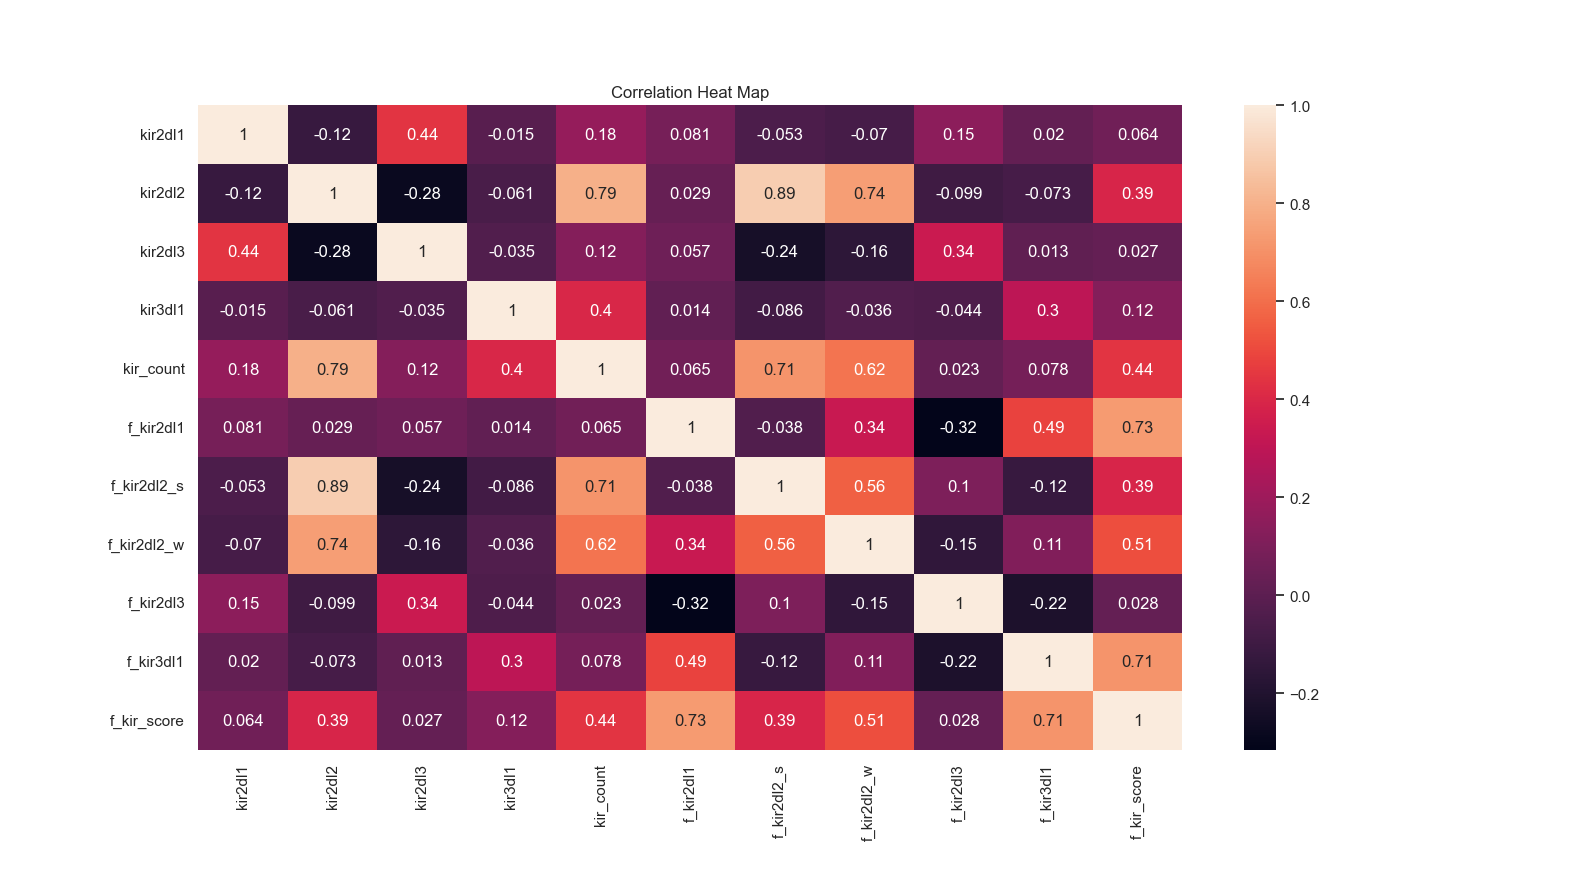 Correlation Heat Map
kir2dl1 1 -0.12 0.44 -0.015 0.18 0.081 -0.053 -0.07 0.15 0.02 0.064
kir2dl2 -0.12 1 -0.28 -0.061 0.79 0.029 0.89 0.74 -0.099 -0.073 0.39
kir2dl3 0.44 -0.28 1 -0.035 0.12 0.057 -0.24 -0.16 0.34 0.013 0.027
kir3dl1 -0.015 -0.061 -0.035 1 0.4 0.014 -0.086 -0.036 -0.044 0.3 0.12
kir_count 0.18 0.79 0.12 0.4 1 0.065 0.71 0.62 0.023 0.078 0.44
f_kir2dl1 0.081 0.029 0.057 0.014 0.065 1 -0.038 0.34 -0.32 0.49 0.73
f_kir2dl2_s -0.053 0.89 -0.24 -0.086 0.71 -0.038 1 0.56 0.1 -0.12 0.39
f_kir2dl2_w -0.07 0.74 -0.16 -0.036 0.62 0.34 0.56 1 -0.15 0.11 0.51
f_kir2dl3 0.15 -0.099 0.34 -0.044 0.023 -0.32 0.1 -0.15 1 -0.22 0.028
f_kir3dl1 0.02 -0.073 0.013 0.3 0.078 0.49 -0.12 0.11 -0.22 1 0.71
f_kir_score 0.064 0.39 0.027 0.12 0.44 0.73 0.39 0.51 0.028 0.71 1
kir2dl1 kir2dl2 kir2dl3 kir3dl1 kir_count f_kir2dl1 f_kir2dl2_s f_kir2dl2_w f_kir2dl3 f_kir3dl1 f_kir_score
1.0
0.8
0.6
0.4
0.2
0.0
−0.2